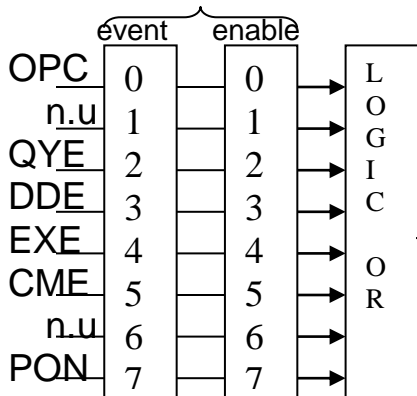 event enable
OPC 0 0 L
n.u 1 1 O
QYE 2 2 G
DDE 3 3 I
EXE 4 4 C
CME 5 5 O
n.u 6 6 R
PON 7 7